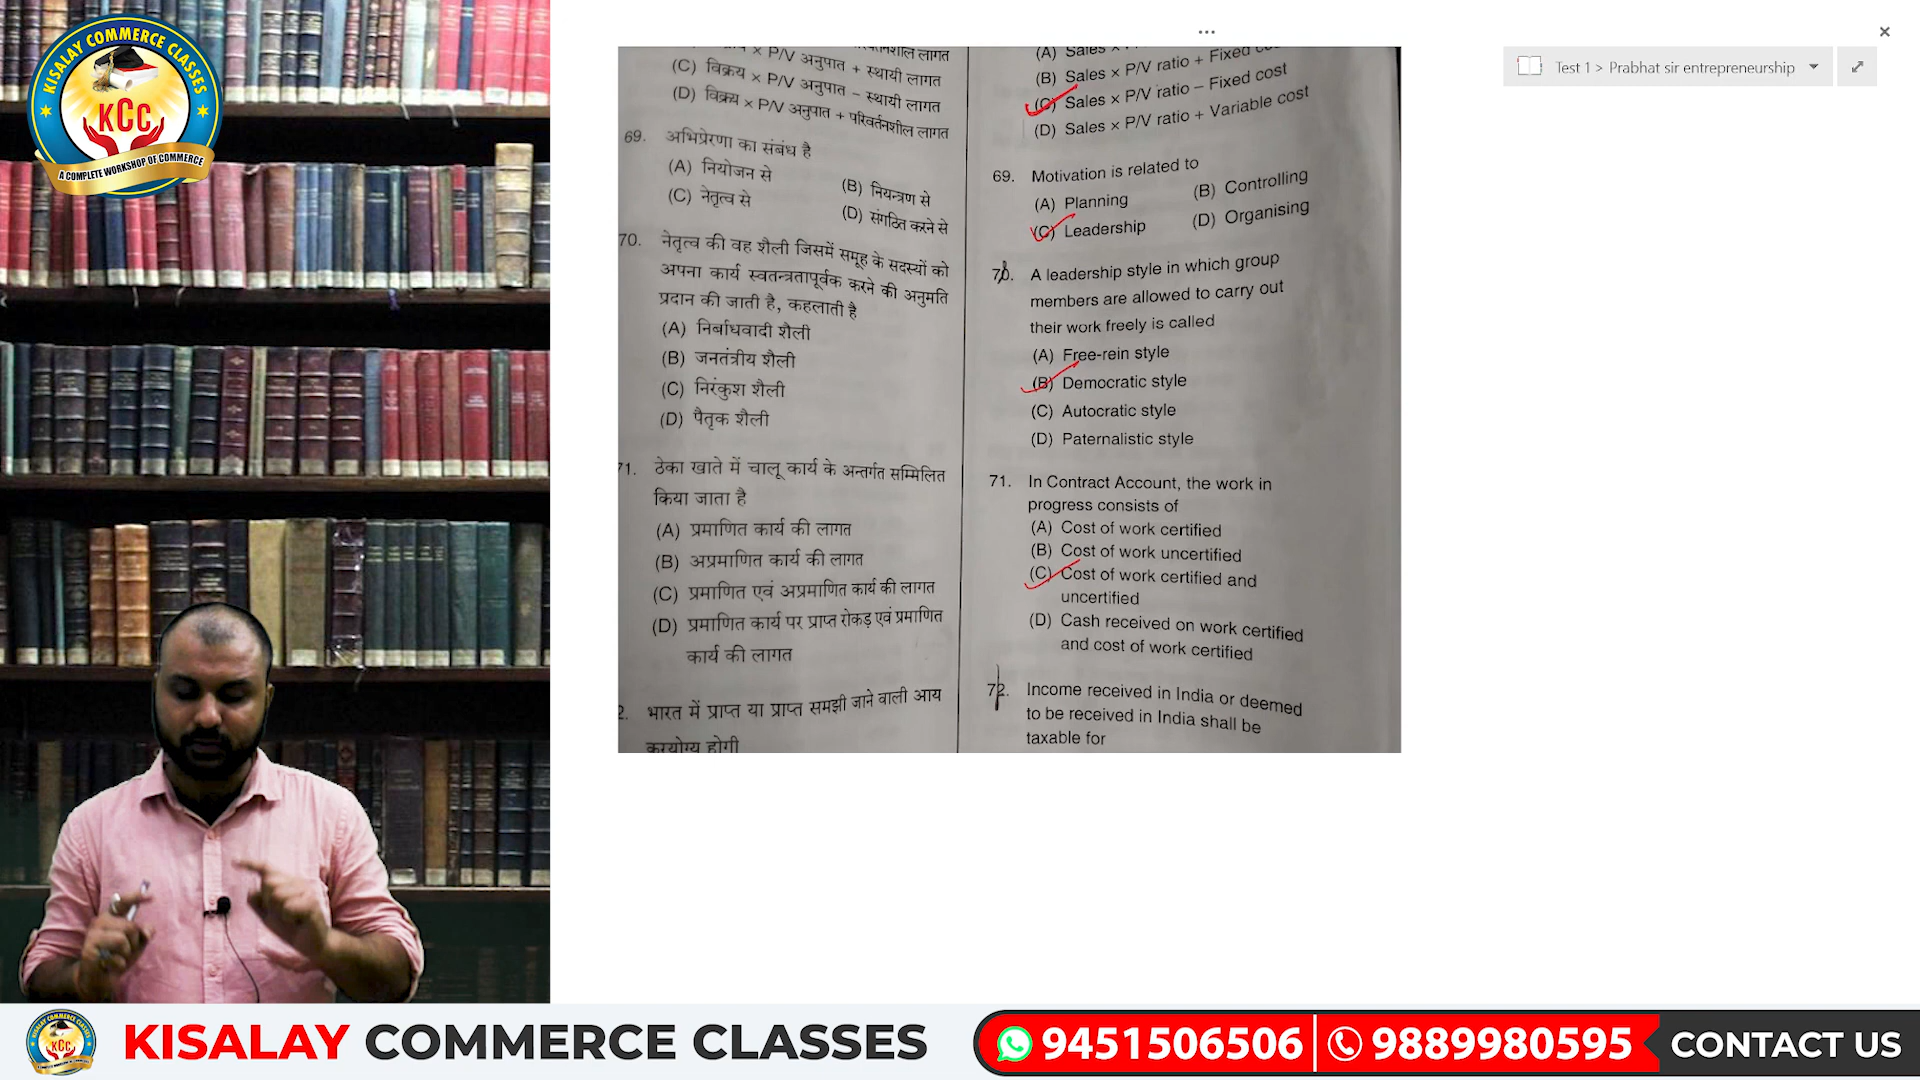 KISALAY COMMERCE CLASSES
KCC
A COMPLETE WORKSHOP OF COMMERCE
Test 1 > Prabhat sir entrepreneurship
× P/V अनुपात + स्थायी लागत
(C) विक्रय × P/V अनुपात – स्थायी लागत
(D) विक्रय × P/V अनुपात + परिवर्तनशील लागत
69. अभिप्रेरणा का संबंध है
(A) नियोजन से
(B) नियन्त्रण से
(C) नेतृत्व से
(D) संगठित करने से
70. नेतृत्व की वह शैली जिसमें समूह के सदस्यों को
अपना कार्य स्वतन्त्रतापूर्वक करने की अनुमति
प्रदान की जाती है, कहलाती है
(A) निर्बाधवादी शैली
(B) जनतंत्रीय शैली
(C) निरंकुश शैली
(D) पैतृक शैली
71. ठेका खाते में चालू कार्य के अन्तर्गत सम्मिलित
किया जाता है
(A) प्रमाणित कार्य की लागत
(B) अप्रमाणित कार्य की लागत
(C) प्रमाणित एवं अप्रमाणित कार्य की लागत
(D) प्रमाणित कार्य पर प्राप्त रोकड़ एवं प्रमाणित
कार्य की लागत
2. भारत में प्राप्त या प्राप्त समझी जाने वाली आय
करयोग्य होगी
(A) Sales ×
(B) Sales × P/V ratio + Fixed
(C) Sales × P/V ratio – Fixed cost
(D) Sales × P/V ratio + Variable cost
69. Motivation is related to
(A) Planning
(B) Controlling
(C) Leadership
(D) Organising
70. A leadership style in which group
members are allowed to carry out
their work freely is called
(A) Free-rein style
(B) Democratic style
(C) Autocratic style
(D) Paternalistic style
71. In Contract Account, the work in
progress consists of
(A) Cost of work certified
(B) Cost of work uncertified
(C) Cost of work certified and
uncertified
(D) Cash received on work certified
and cost of work certified
72. Income received in India or deemed
to be received in India shall be
taxable for
KISALAY COMMERCE CLASSES
9451506506
9889980595
CONTACT US